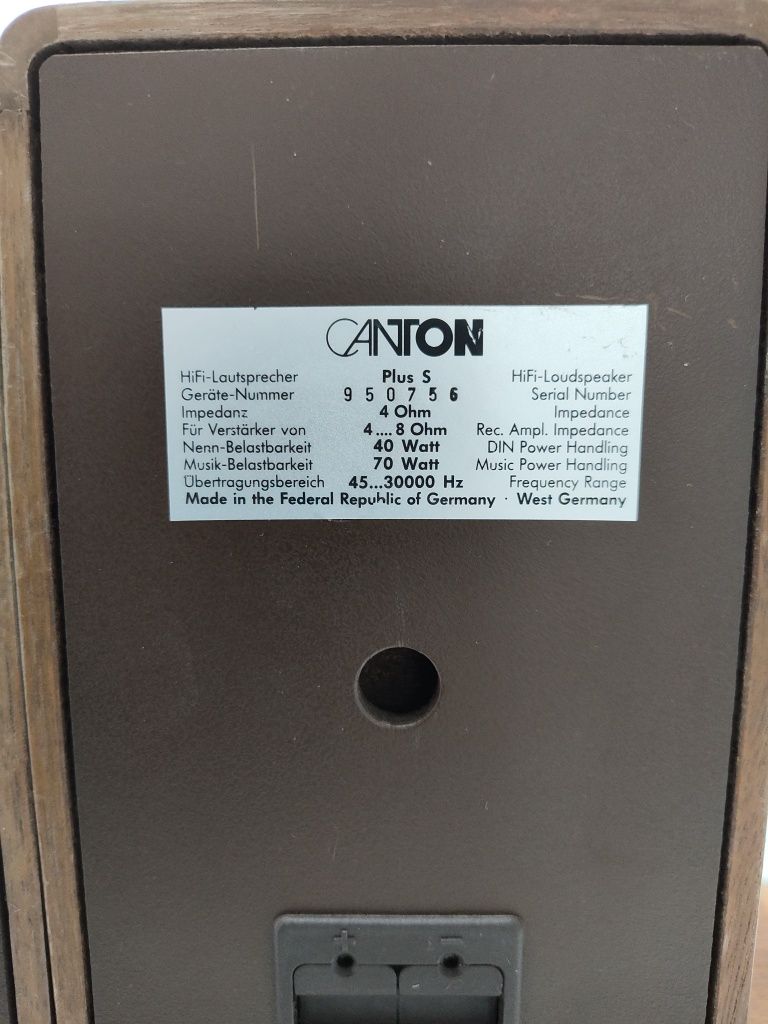 CANTON
HiFi-Lautsprecher Plus S HiFi-Loudspeaker
Geräte-Nummer 950756 Serial Number
Impedanz 4 Ohm Impedance
Für Verstärker von 4....8 Ohm Rec. Ampl. Impedance
Nenn-Belastbarkeit 40 Watt DIN Power Handling
Musik-Belastbarkeit 70 Watt Music Power Handling
Übertragungsbereich 45...30000 Hz Frequency Range
Made in the Federal Republic of Germany · West Germany
+ −